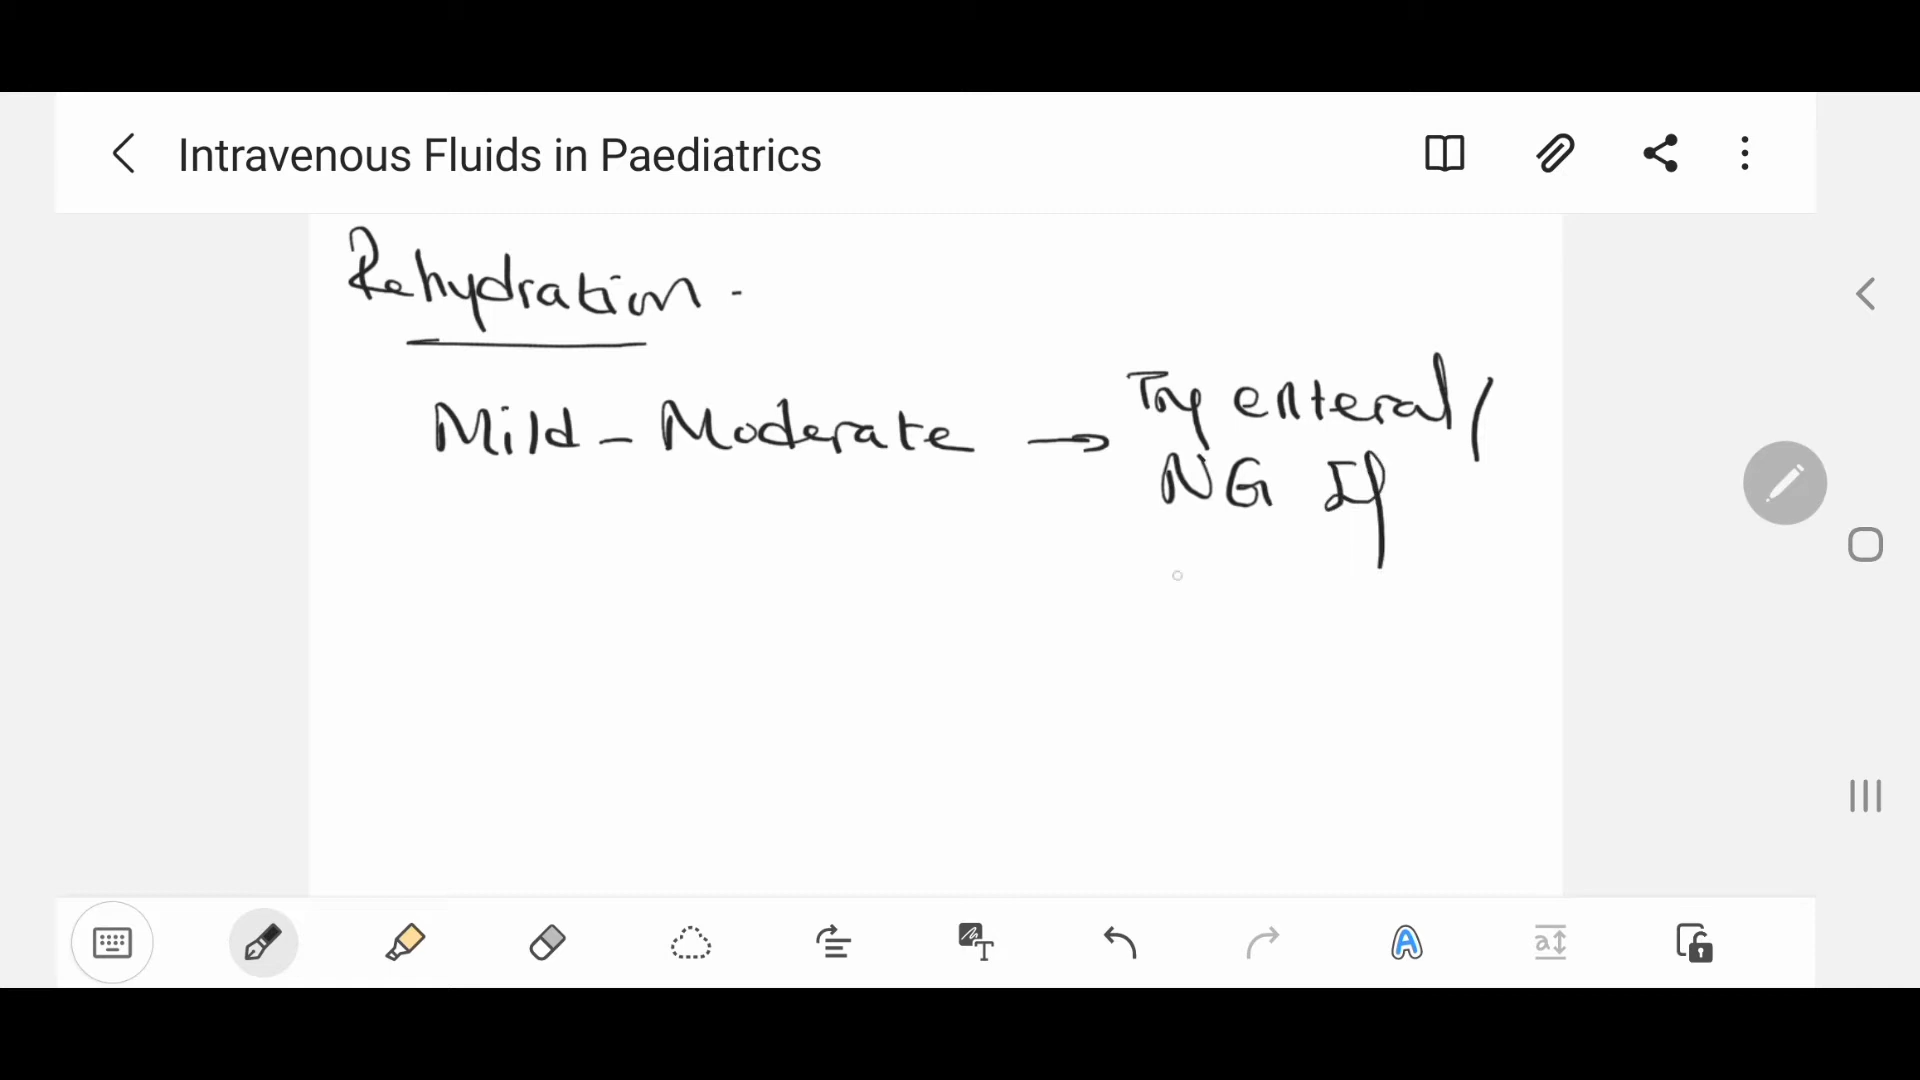 Intravenous Fluids in Paediatrics
Rehydration -
Mild - Moderate → Try enteral /
NG If